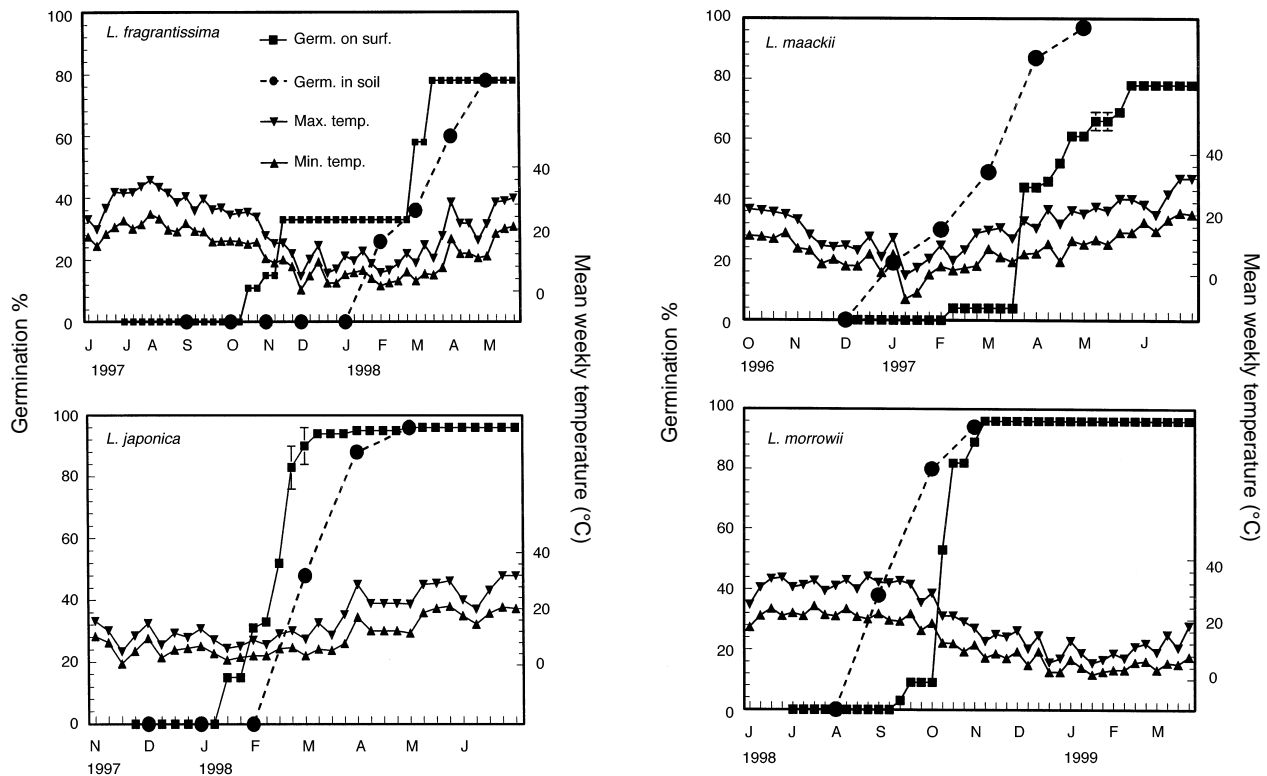 L. fragrantissima
Germ. on surf.
Germ. in soil
Max. temp.
Min. temp.
100
80
60
40
20
0
40
20
0
J J A S O N D J F M A M
1997 1998
L. maackii
100
80
60
40
20
0
40
20
0
O N D J F M A M J
1996 1997
Germination %
Mean weekly temperature (°C)
Germination %
Mean weekly temperature (°C)
L. japonica
100
80
60
40
20
0
40
20
0
N D J F M A M J
1997 1998
L. morrowii
100
80
60
40
20
0
40
20
0
J J A S O N D J F M
1998 1999